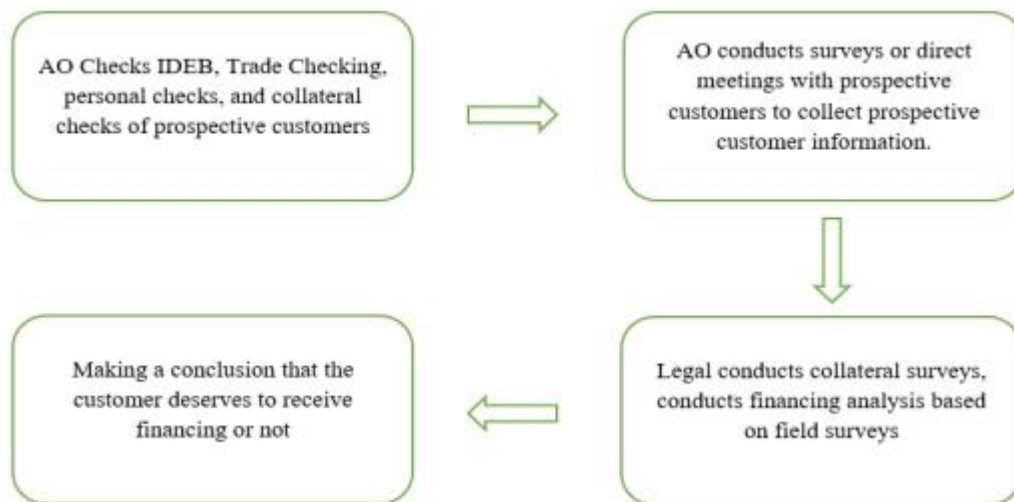 AO Checks IDEB, Trade Checking,
personal checks, and collateral
checks of prospective customers
AO conducts surveys or direct
meetings with prospective
customers to collect prospective
customer information.
Legal conducts collateral surveys,
conducts financing analysis based
on field surveys
Making a conclusion that the
customer deserves to receive
financing or not